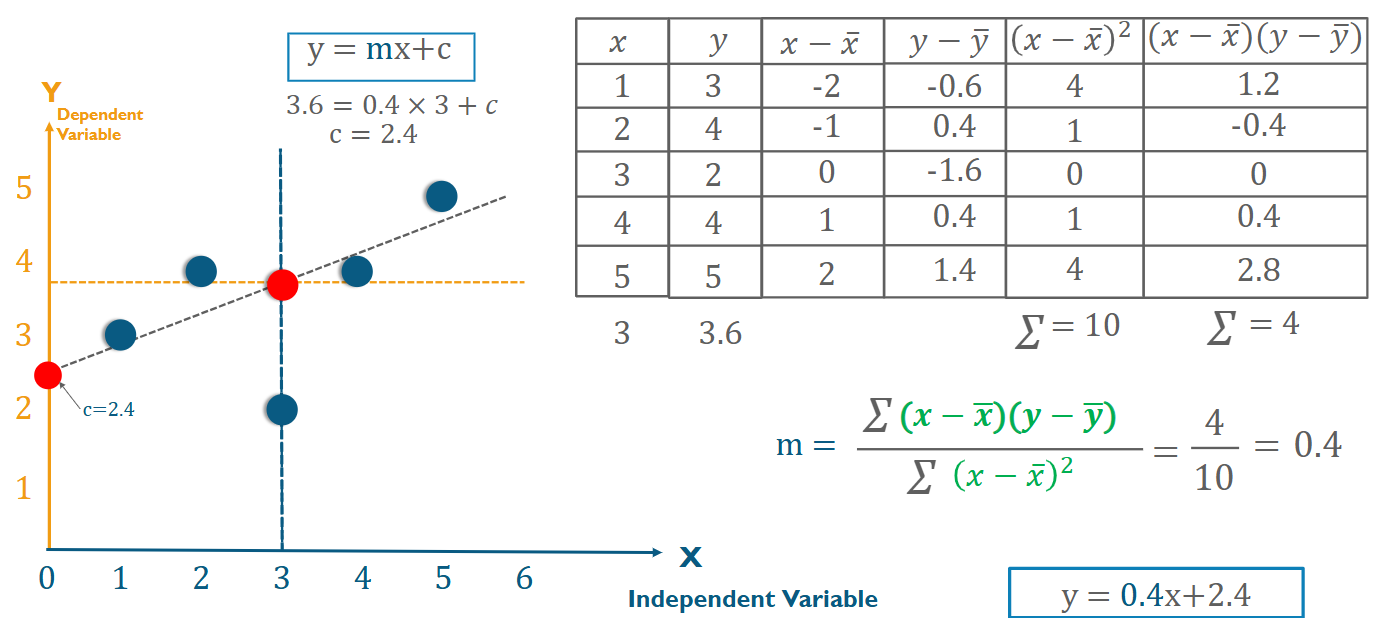 y = mx+c
3.6 = 0.4 × 3 + c
c = 2.4
Y
Dependent
Variable
5
4
3
2
1
c=2.4
0 1 2 3 4 5 6
X
Independent Variable
x y x − x̄ y − ȳ (x − x̄)² (x − x̄)(y − ȳ)
1 3 -2 -0.6 4 1.2
2 4 -1 0.4 1 -0.4
3 2 0 -1.6 0 0
4 4 1 0.4 1 0.4
5 5 2 1.4 4 2.8
3 3.6 Σ = 10 Σ = 4
Σ (x − x̄)(y − ȳ) 4
m = = = 0.4
Σ (x − x̄)² 10
y = 0.4x+2.4